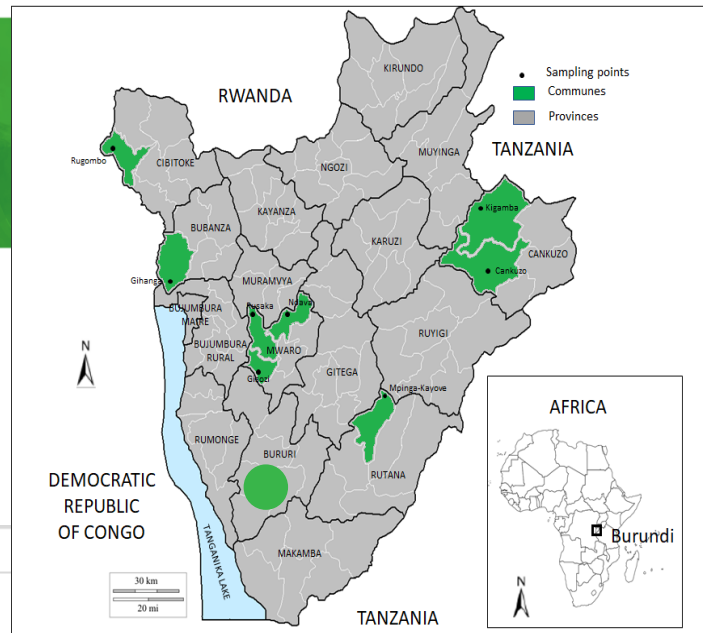 KIRUNDO
RWANDA
Sampling points
Communes
Provinces
MUYINGA
TANZANIA
Rugombo
CIBITOKE
NGOZI
KAYANZA
Kigamba
BUBANZA
KARUZI
CANKUZO
Cankuzo
Gihanga
MURAMVYA
Rusaka
Ndava
BUJUMBURA
MAIRE
RUYIGI
BUJUMBURA
RURAL
MWARO
N
Gisozi
GITEGA
Mpinga-Kayove
AFRICA
RUMONGE
BURURI
RUTANA
DEMOCRATIC
REPUBLIC
OF CONGO
TANGANIKA LAKE
Burundi
MAKAMBA
30 km
20 mi
N
TANZANIA